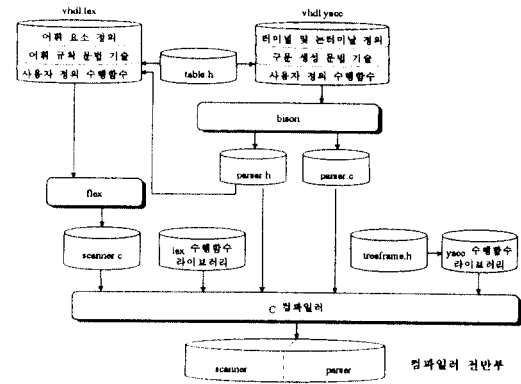 vhdl.lex
vhdl.yacc
어휘 요소 정의
어휘 규칙 문법 기술
사용자 정의 수행함수
table.h
터미널 및 논터미날 정의
구문 생성 문법 기술
사용자 정의 수행함수
bison
parser.h
parser.c
flex
scanner.c
lex 수행함수
라이브러리
treeframe.h
yacc 수행함수
라이브러리
C 컴파일러
scanner
parser
컴파일러 전반부